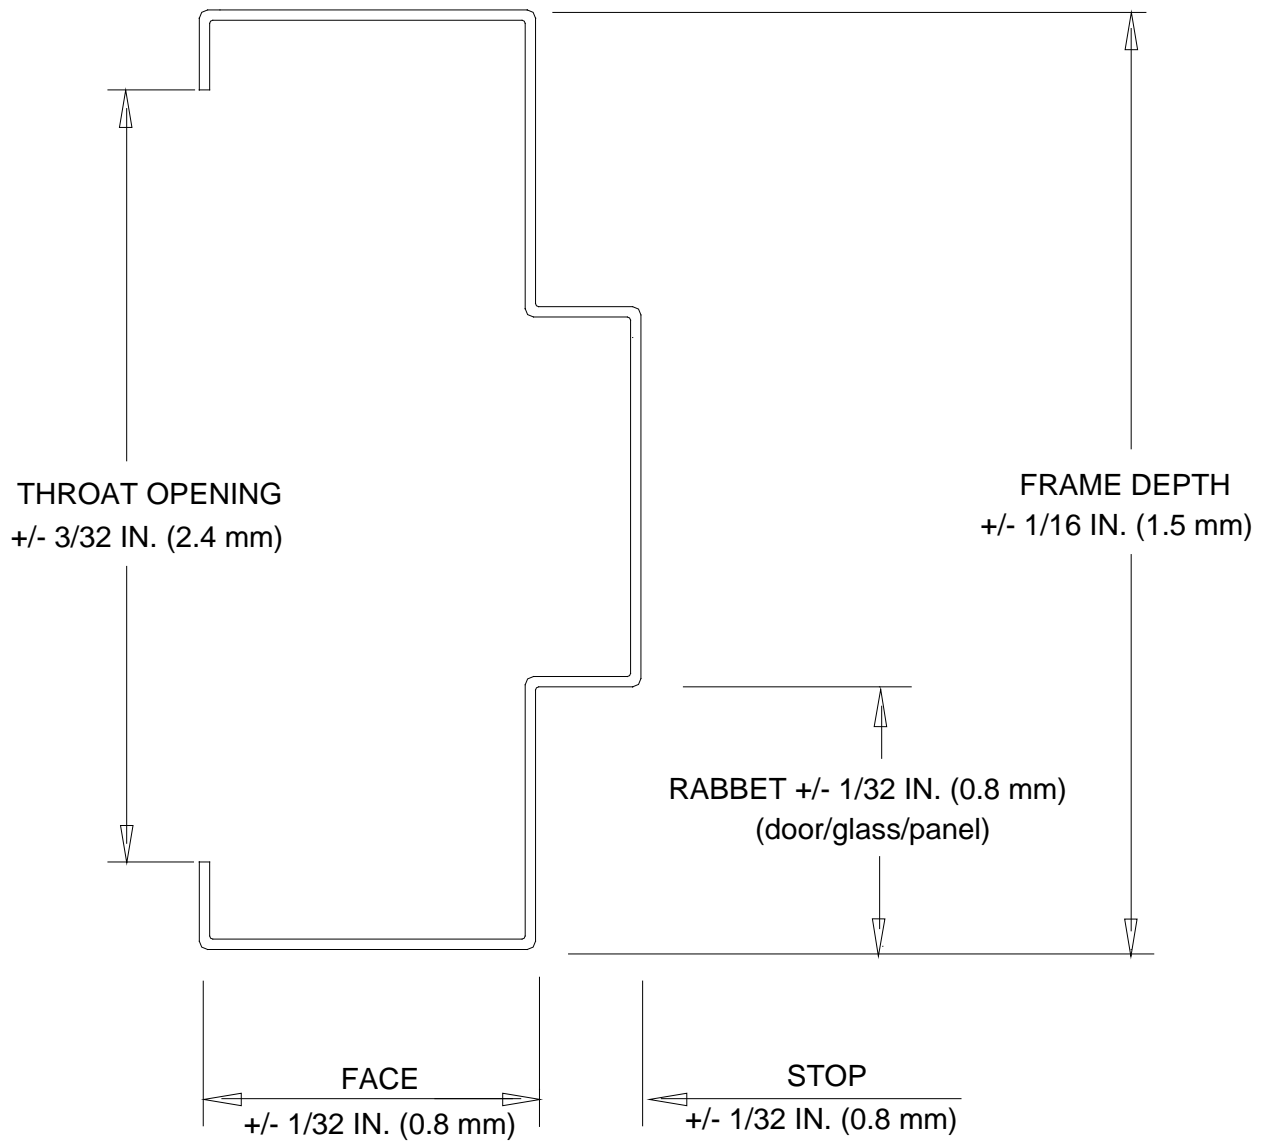 THROAT OPENING
+/- 3/32 IN. (2.4 mm)
FRAME DEPTH
+/- 1/16 IN. (1.5 mm)
RABBET +/- 1/32 IN. (0.8 mm)
(door/glass/panel)
FACE
+/- 1/32 IN. (0.8 mm)
STOP
+/- 1/32 IN. (0.8 mm)